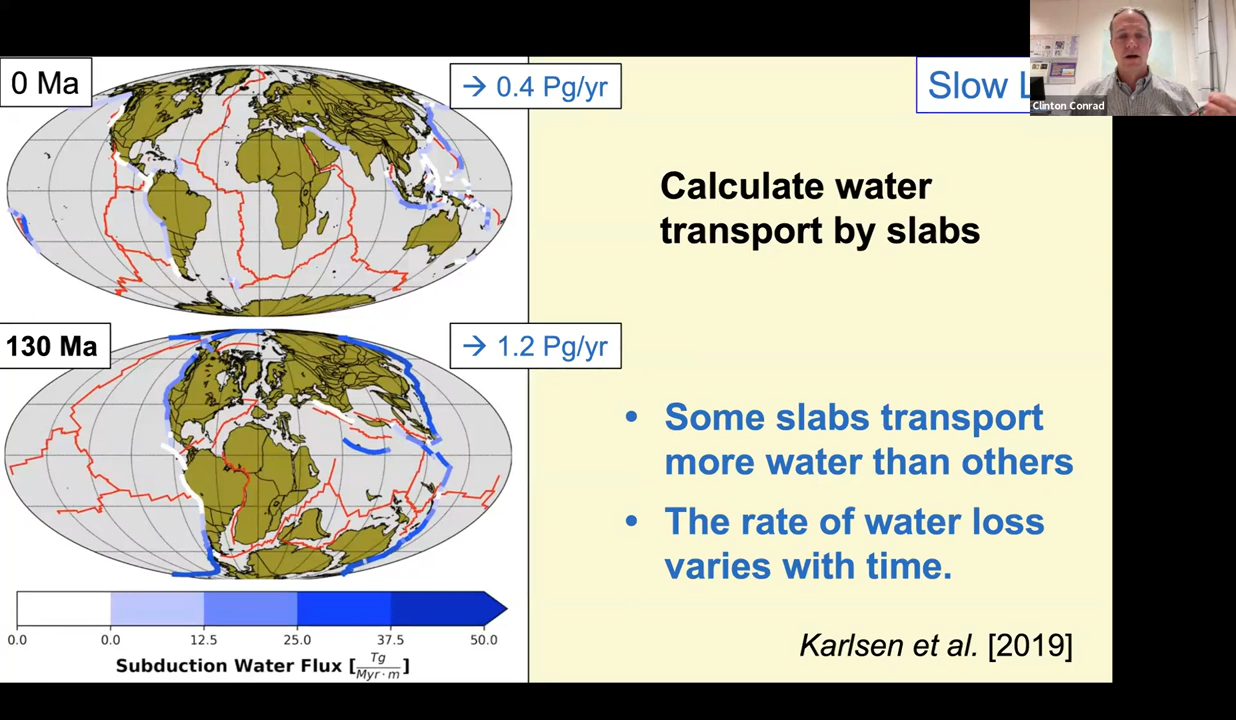 0 Ma
→ 0.4 Pg/yr
Slow
Clinton Conrad
Calculate water
transport by slabs
130 Ma
→ 1.2 Pg/yr
• Some slabs transport
more water than others
• The rate of water loss
varies with time.
0.0 0.0 12.5 25.0 37.5 50.0
Subduction Water Flux [Tg/Myr · m]
Karlsen et al. [2019]